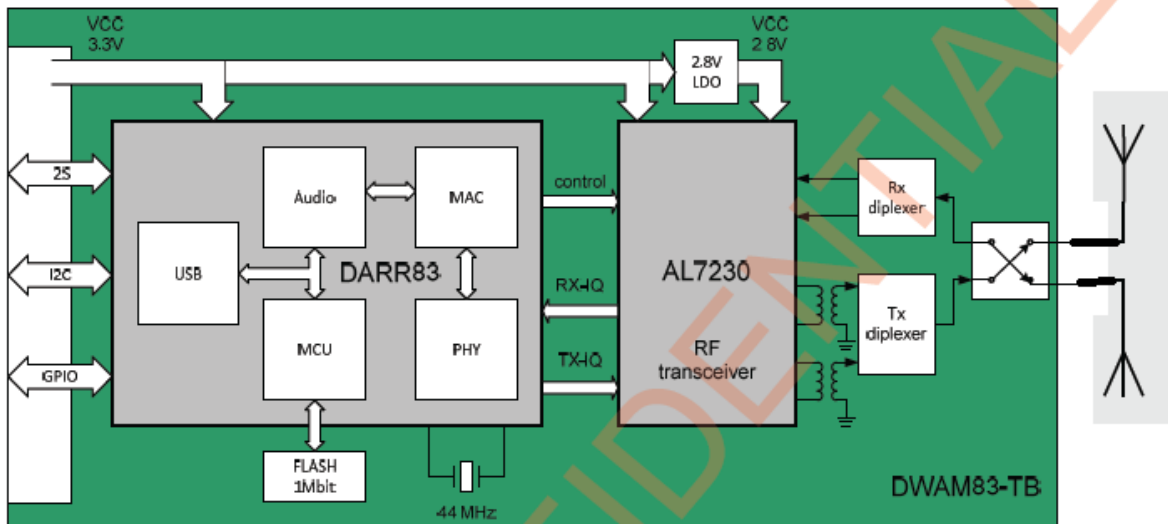 VCC
3.3V
VCC
2 8V
2.8V
LDO
2S
I2C
GPIO
Audio
MAC
USB
DARR83
MCU
PHY
FLASH
1Mbit
44 MHz
control
RX-IQ
TX-IQ
AL7230
RF
transceiver
Rx
diplexer
Tx
diplexer
DWAM83-TB
CONFIDENTIAL